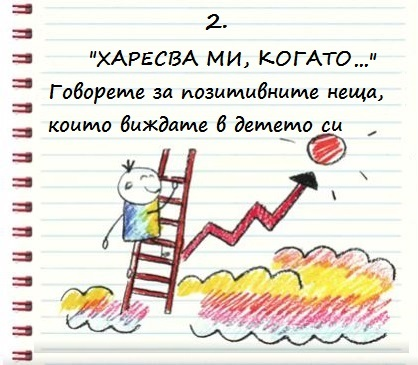 2.
"ХАРЕСВА МИ, КОГАТО..."
Говорете за позитивните неща,
които виждате в детето си